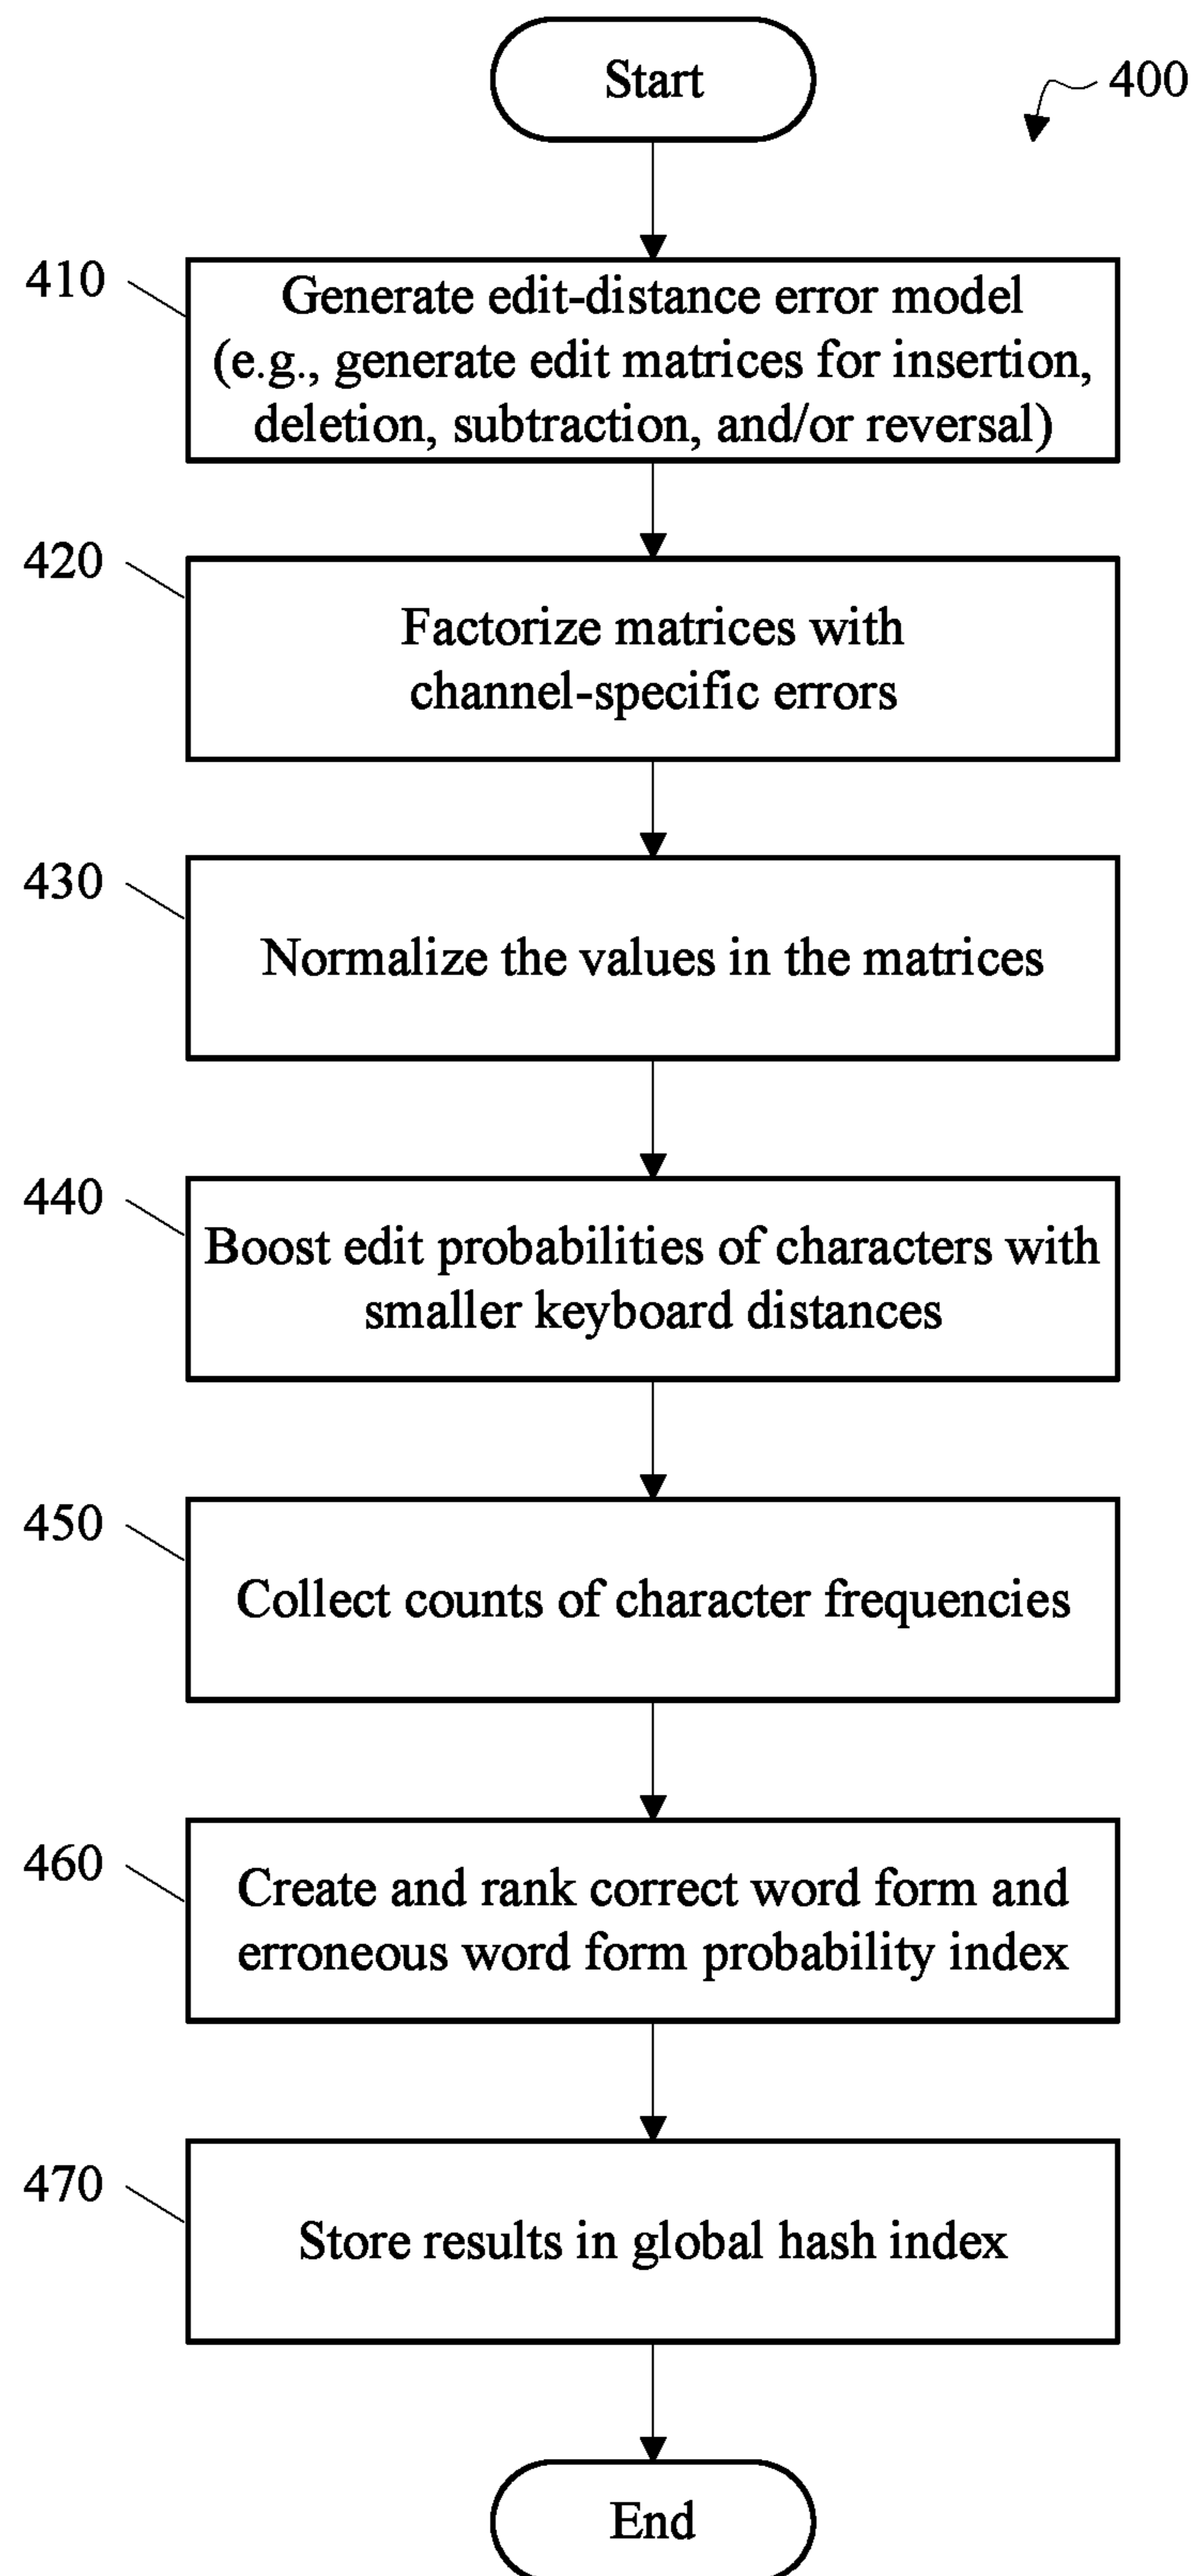 Start
400
410
Generate edit-distance error model
(e.g., generate edit matrices for insertion,
deletion, subtraction, and/or reversal)
420
Factorize matrices with
channel-specific errors
430
Normalize the values in the matrices
440
Boost edit probabilities of characters with
smaller keyboard distances
450
Collect counts of character frequencies
460
Create and rank correct word form and
erroneous word form probability index
470
Store results in global hash index
End